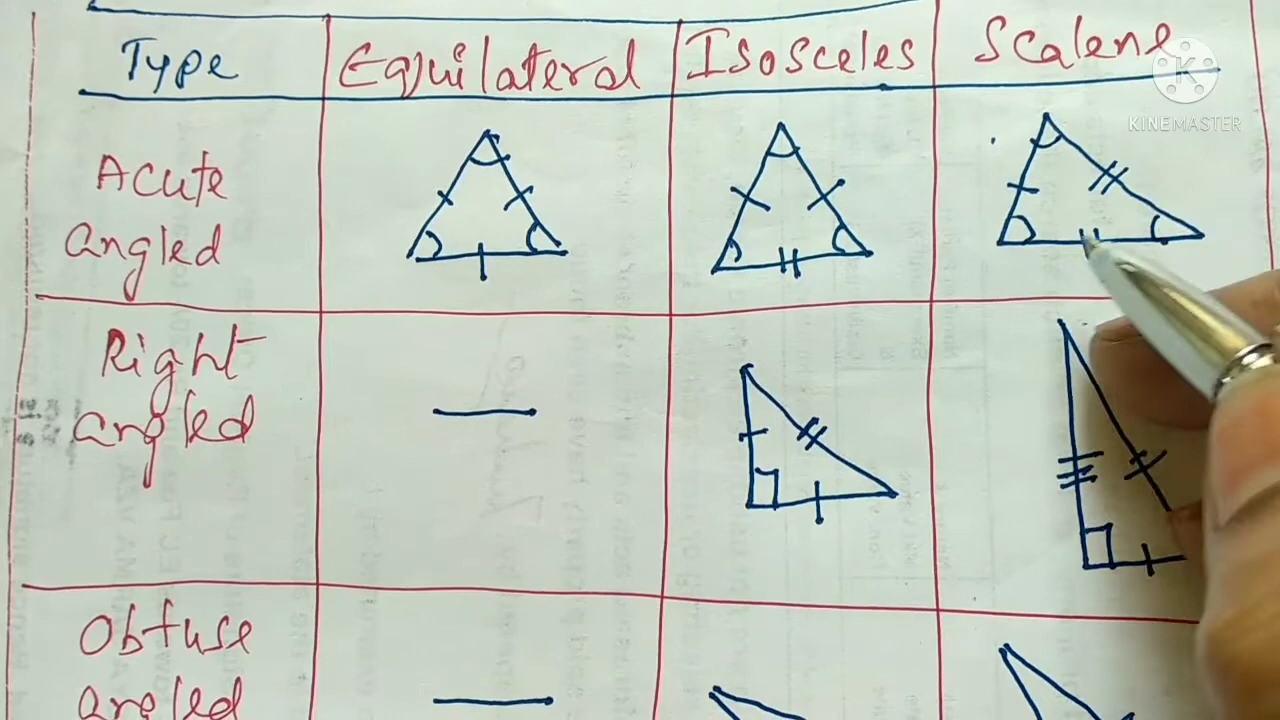 Type Equilateral Isosceles Scalene
KINEMASTER
Acute
angled
Right
angled
Obtuse
angled